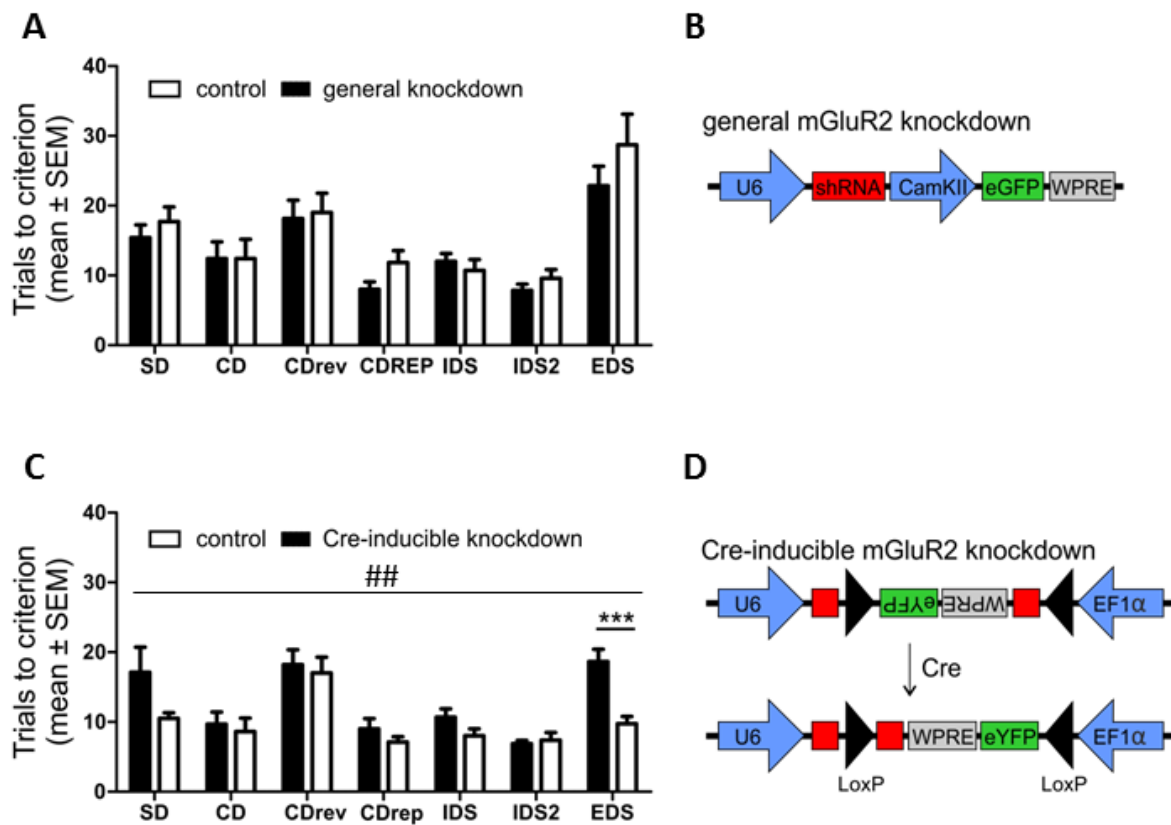 A
Trials to criterion
(mean ± SEM)
40
30
20
10
0
control
general knockdown
SD CD CDrev CDREP IDS IDS2 EDS
B
general mGluR2 knockdown
U6 shRNA CamKII eGFP WPRE
C
Trials to criterion
(mean ± SEM)
40
30
20
10
0
control
Cre-inducible knockdown
##
***
SD CD CDrev CDrep IDS IDS2 EDS
D
Cre-inducible mGluR2 knockdown
U6 eYFP WPRE EF1α
Cre
U6 WPRE eYFP EF1α
LoxP LoxP